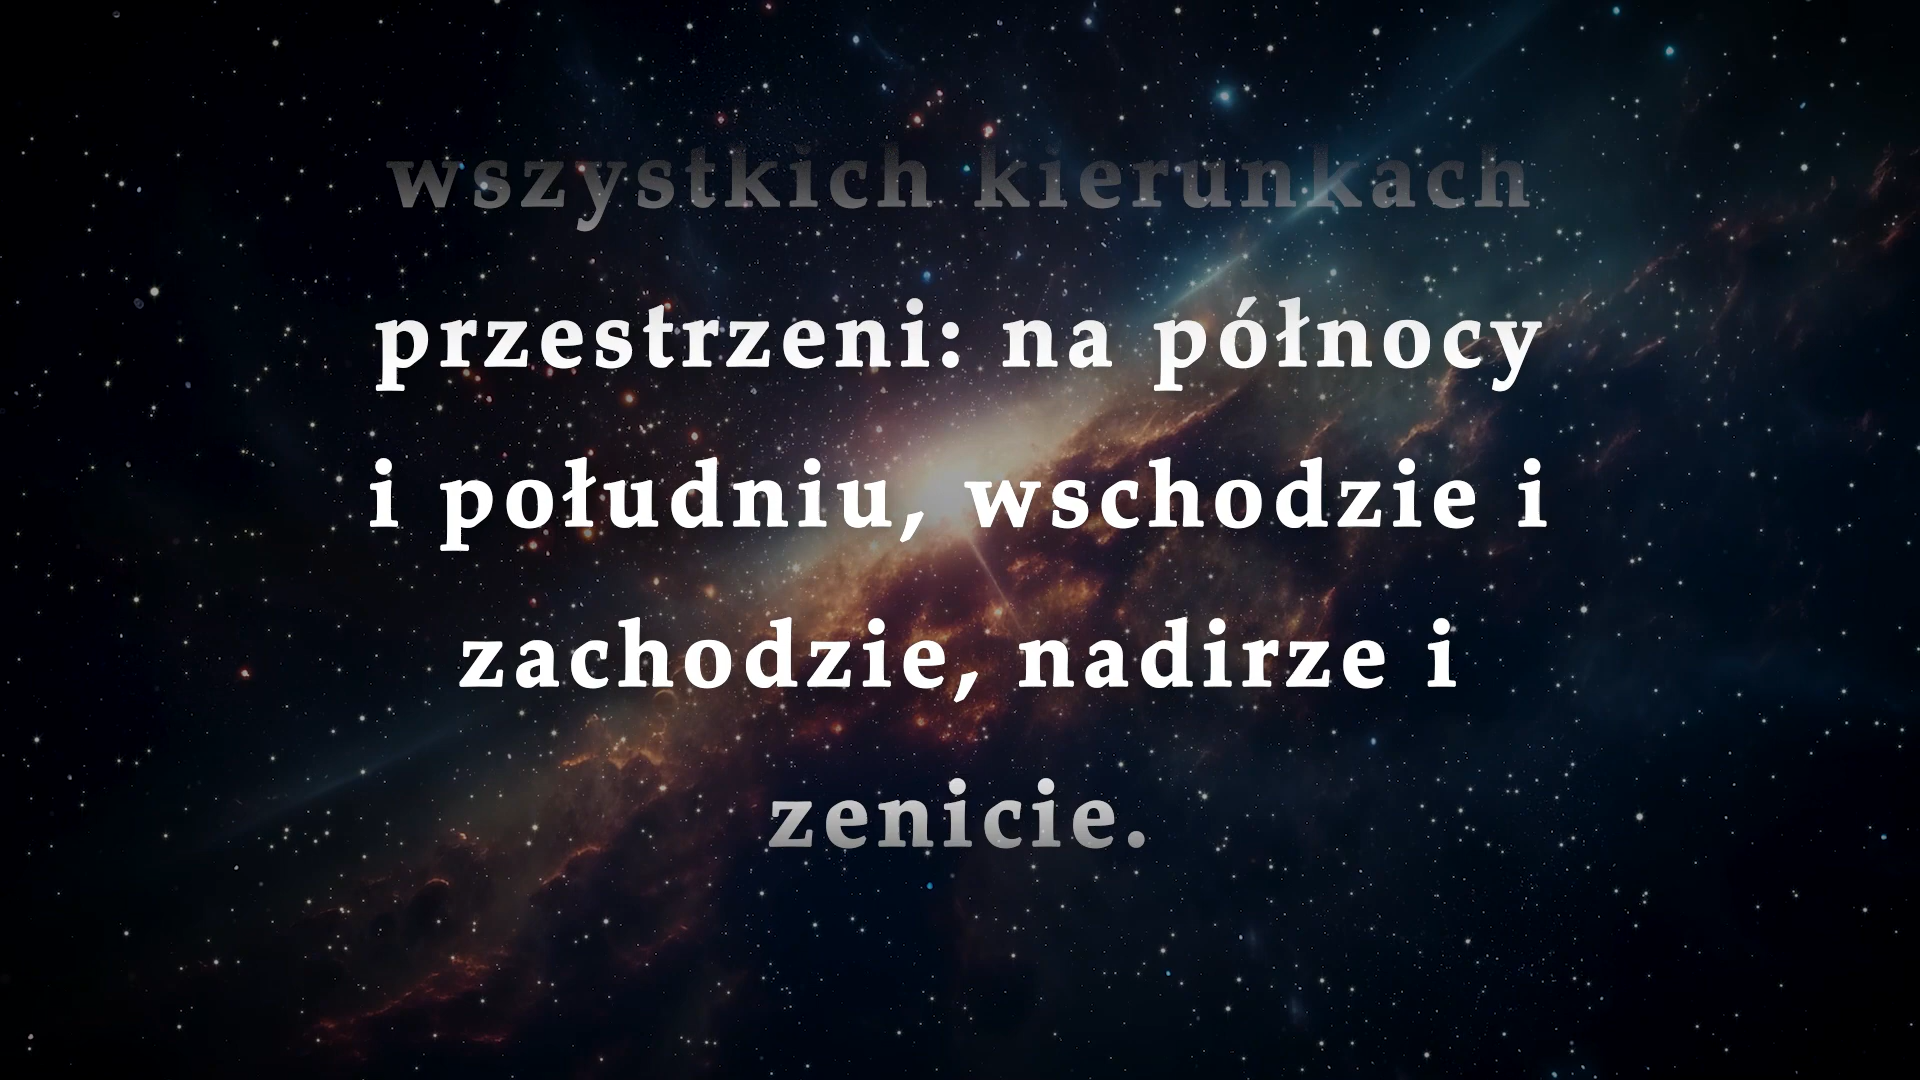 wszystkich kierunkach
przestrzeni: na północy
i południu, wschodzie i
zachodzie, nadirze i
zenicie.